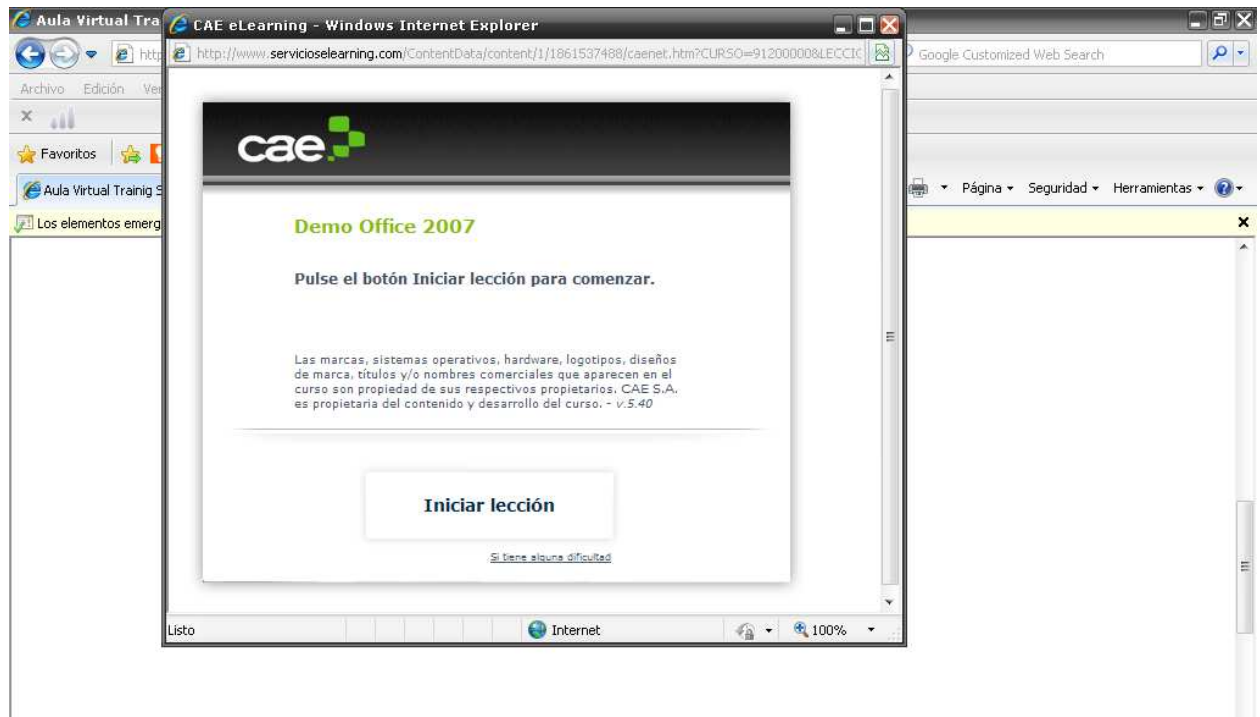 Aula Virtual Tra
CAE eLearning - Windows Internet Explorer
http
http://www.servicioselearning.com/ContentData/content/1/1861537488/caenet.htm?CURSO=912000008LECCIC
Google Customized Web Search
Archivo Edición Ver
cae
Favoritos
Aula Virtual Trainig S
Página Seguridad Herramientas
Los elementos emerg
Demo Office 2007
Pulse el botón Iniciar lección para comenzar.
Las marcas, sistemas operativos, hardware, logotipos, diseños
de marca, títulos y/o nombres comerciales que aparecen en el
curso son propiedad de sus respectivos propietarios. CAE S.A.
es propietaria del contenido y desarrollo del curso. - v.5.40
Iniciar lección
Si tiene alguna dificultad
Listo
Internet
100%